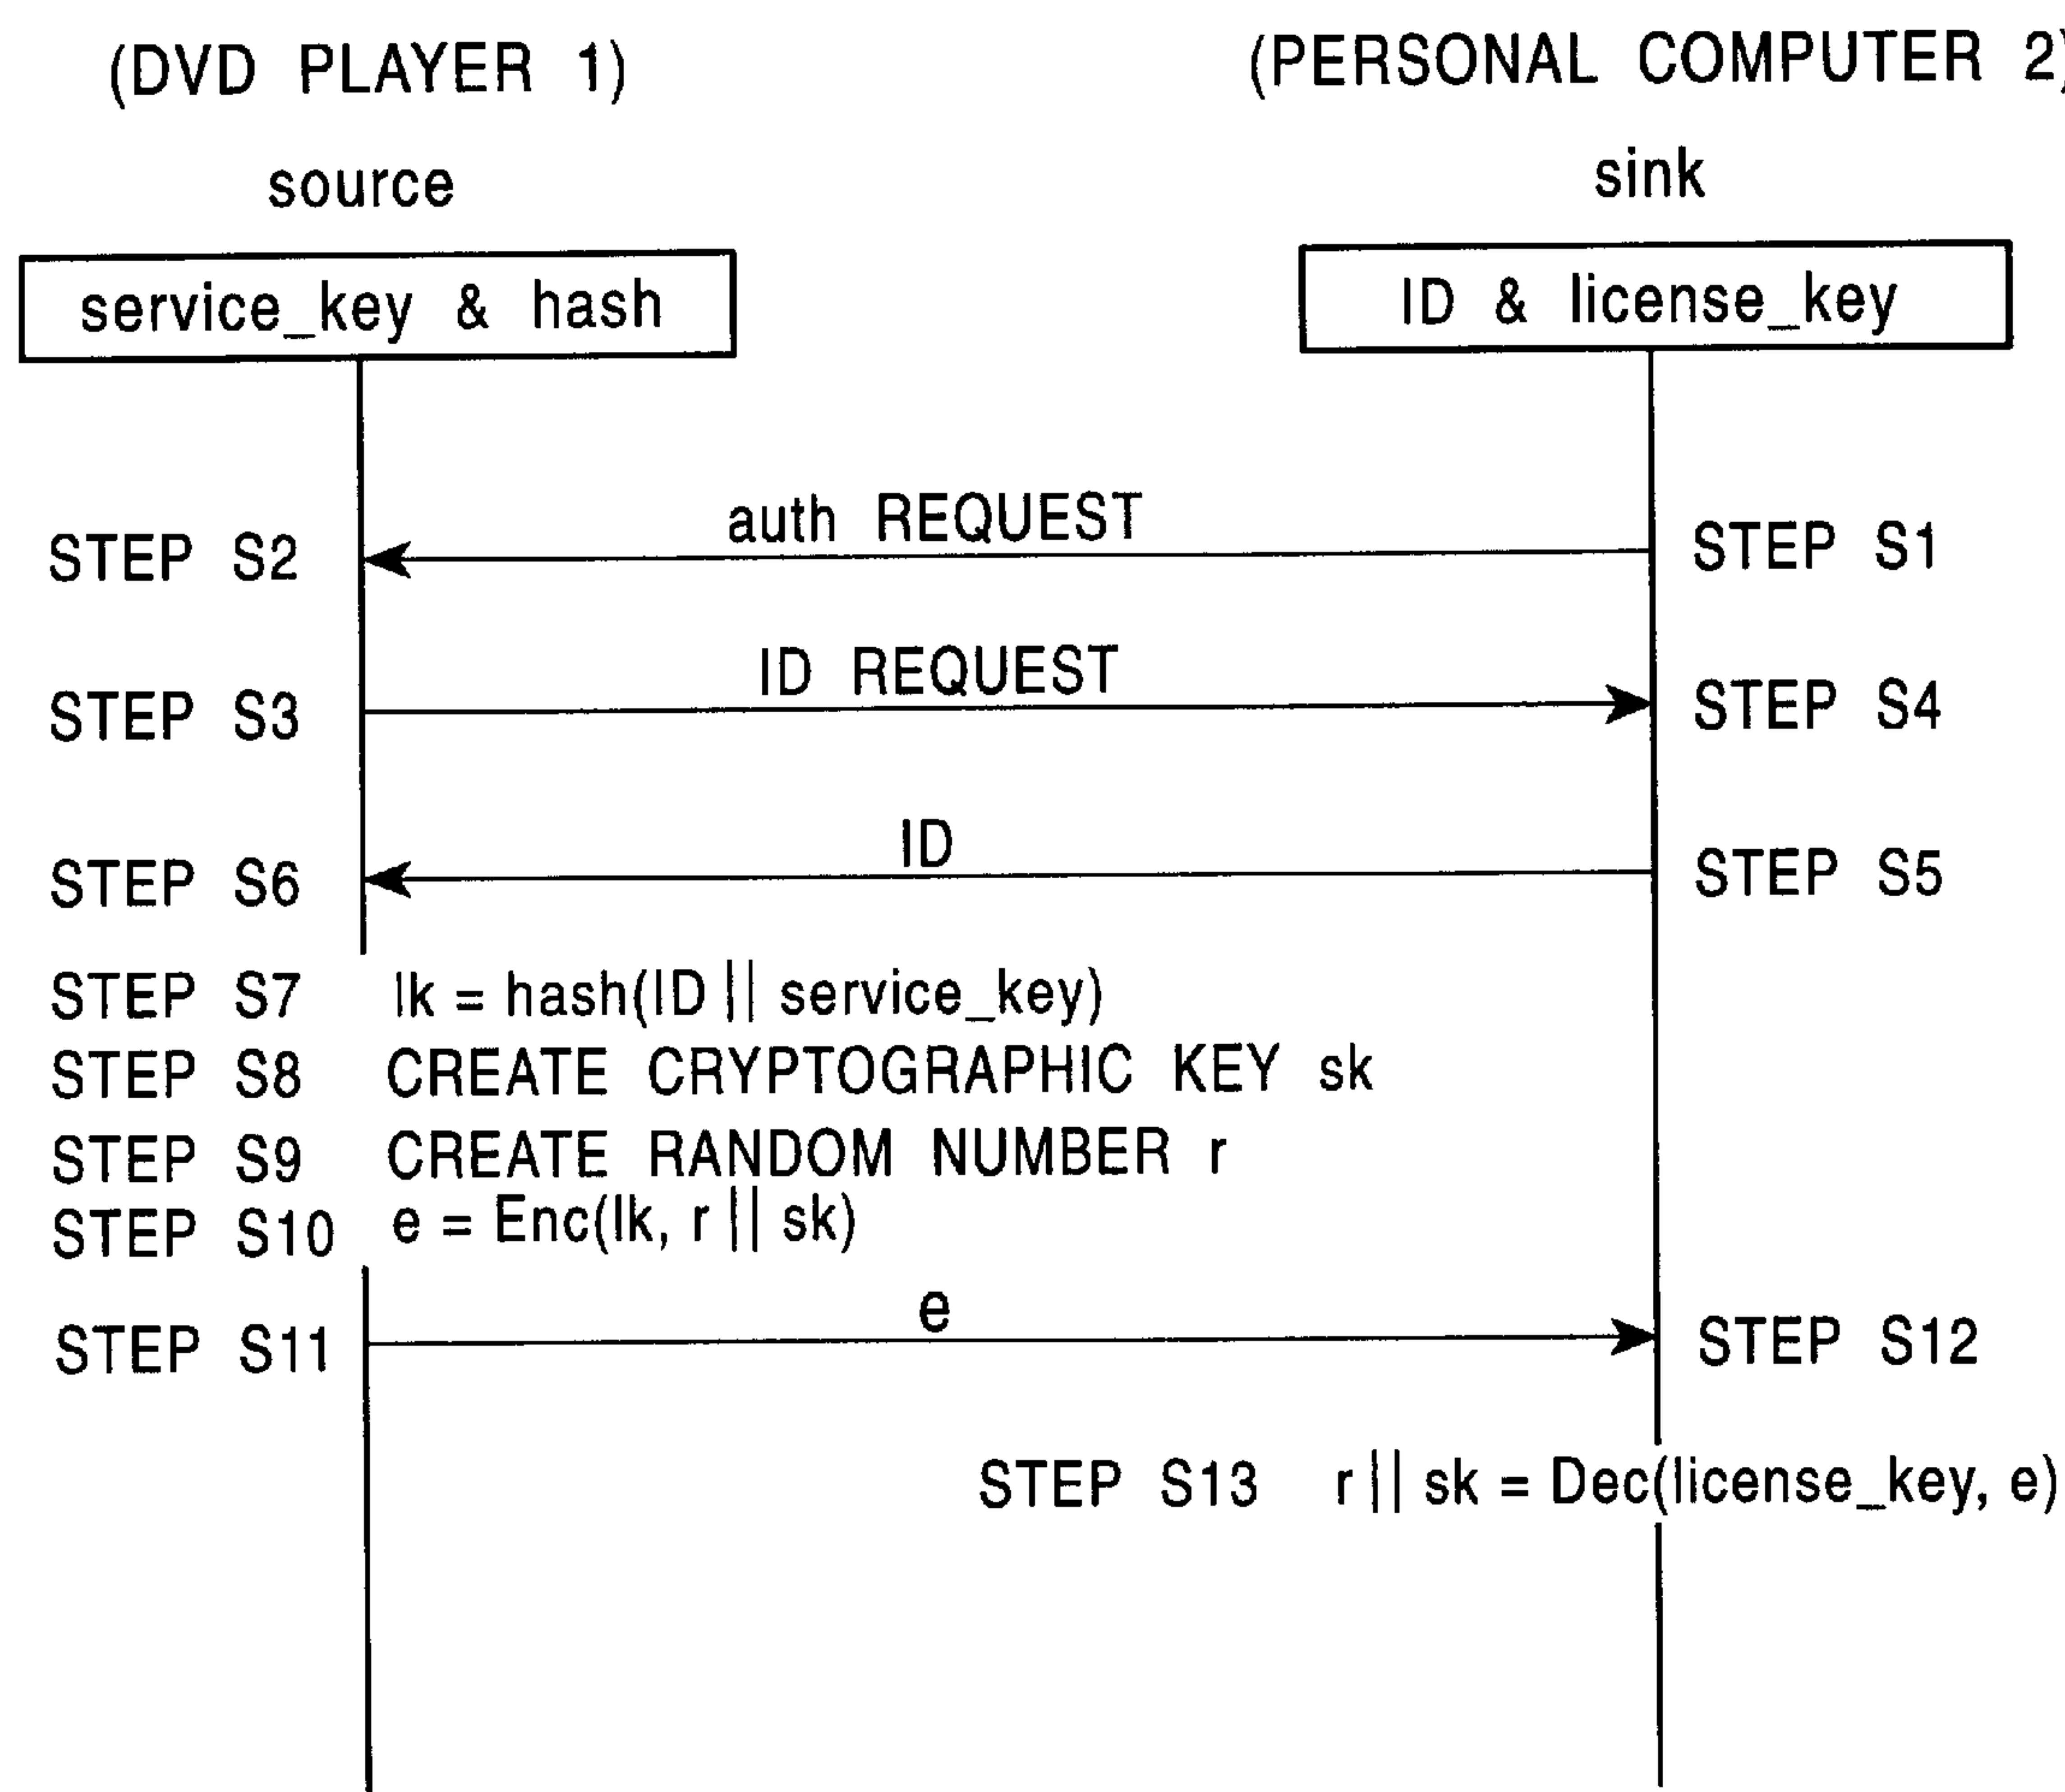 (DVD PLAYER 1)
(PERSONAL COMPUTER 2)
source
sink
service_key & hash
ID & license_key
auth REQUEST
STEP S2
STEP S1
ID REQUEST
STEP S3
STEP S4
ID
STEP S6
STEP S5
STEP S7 lk = hash(ID || service_key)
STEP S8 CREATE CRYPTOGRAPHIC KEY sk
STEP S9 CREATE RANDOM NUMBER r
STEP S10 e = Enc(lk, r || sk)
e
STEP S11
STEP S12
STEP S13 r || sk = Dec(license_key, e)